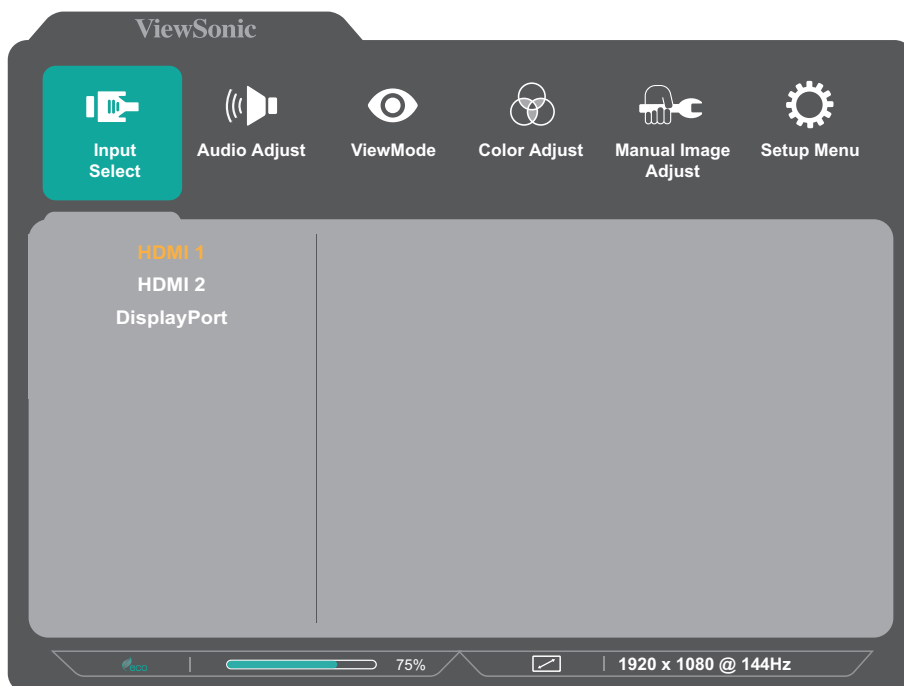 ViewSonic
Input
Select
Audio Adjust
ViewMode
Color Adjust
Manual Image
Adjust
Setup Menu
HDMI 1
HDMI 2
DisplayPort
eco
75%
1920 x 1080 @ 144Hz